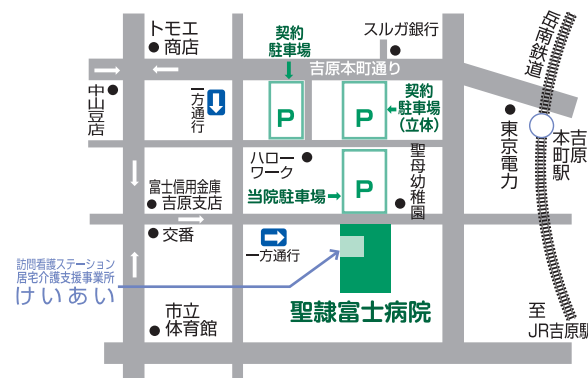 トモエ
商店
契約
駐車場
スルガ銀行
岳南鉄道
吉原本町通り
中山豆店
一方通行
P
P
契約
駐車場
(立体)
東京電力
吉原
本町駅
ハロー
ワーク
聖母幼稚園
富士信用金庫
吉原支店
当院駐車場
P
交番
一方通行
訪問看護ステーション
居宅介護支援事業所
けいあい
聖隷富士病院
市立
体育館
至
JR吉原駅